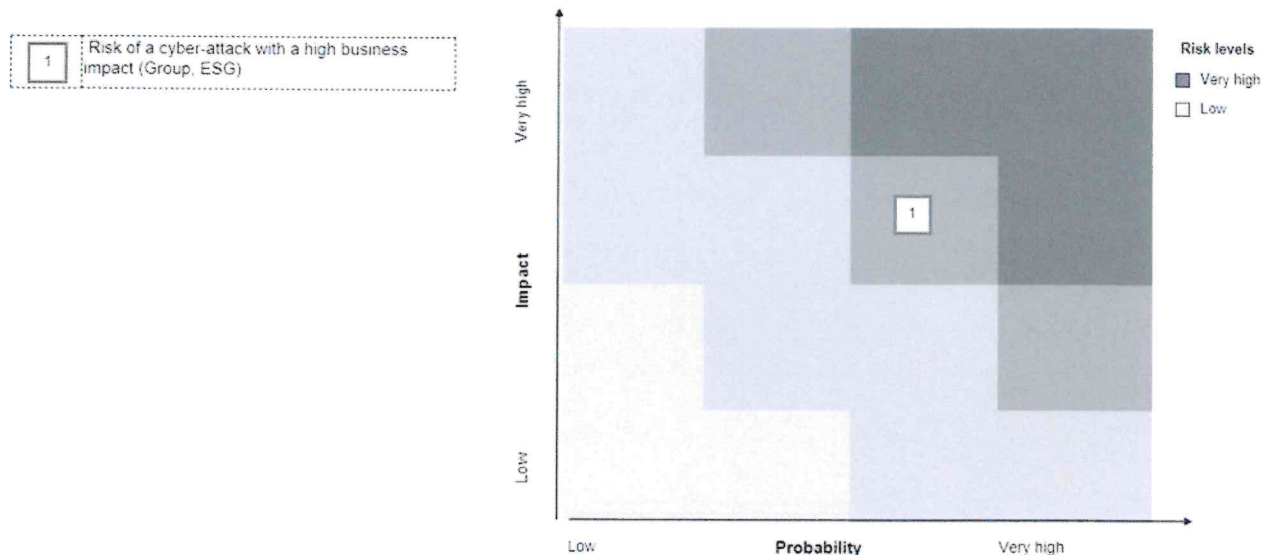 1
Risk of a cyber-attack with a high business
impact (Group, ESG)
Very high
Impact
Low
1
Low
Probability
Very high
Risk levels
Very high
Low